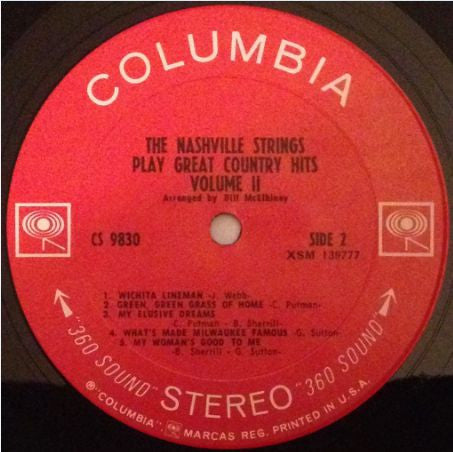 COLUMBIA
THE NASHVILLE STRINGS
PLAY GREAT COUNTRY HITS
VOLUME II
Arranged by Bill McElhiney
CS 9830
SIDE 2
XSM 139777
1. WICHITA LINEMAN -J. Webb-
2. GREEN, GREEN GRASS OF HOME -C. Putman-
3. MY ELUSIVE DREAMS
-C. Putman - B. Sherrill-
4. WHAT'S MADE MILWAUKEE FAMOUS -G. Sutton-
5. MY WOMAN'S GOOD TO ME
-B. Sherrill - G. Sutton-
"360 SOUND" STEREO "360 SOUND"
℗ "COLUMBIA" MARCAS REG. PRINTED IN U.S.A.